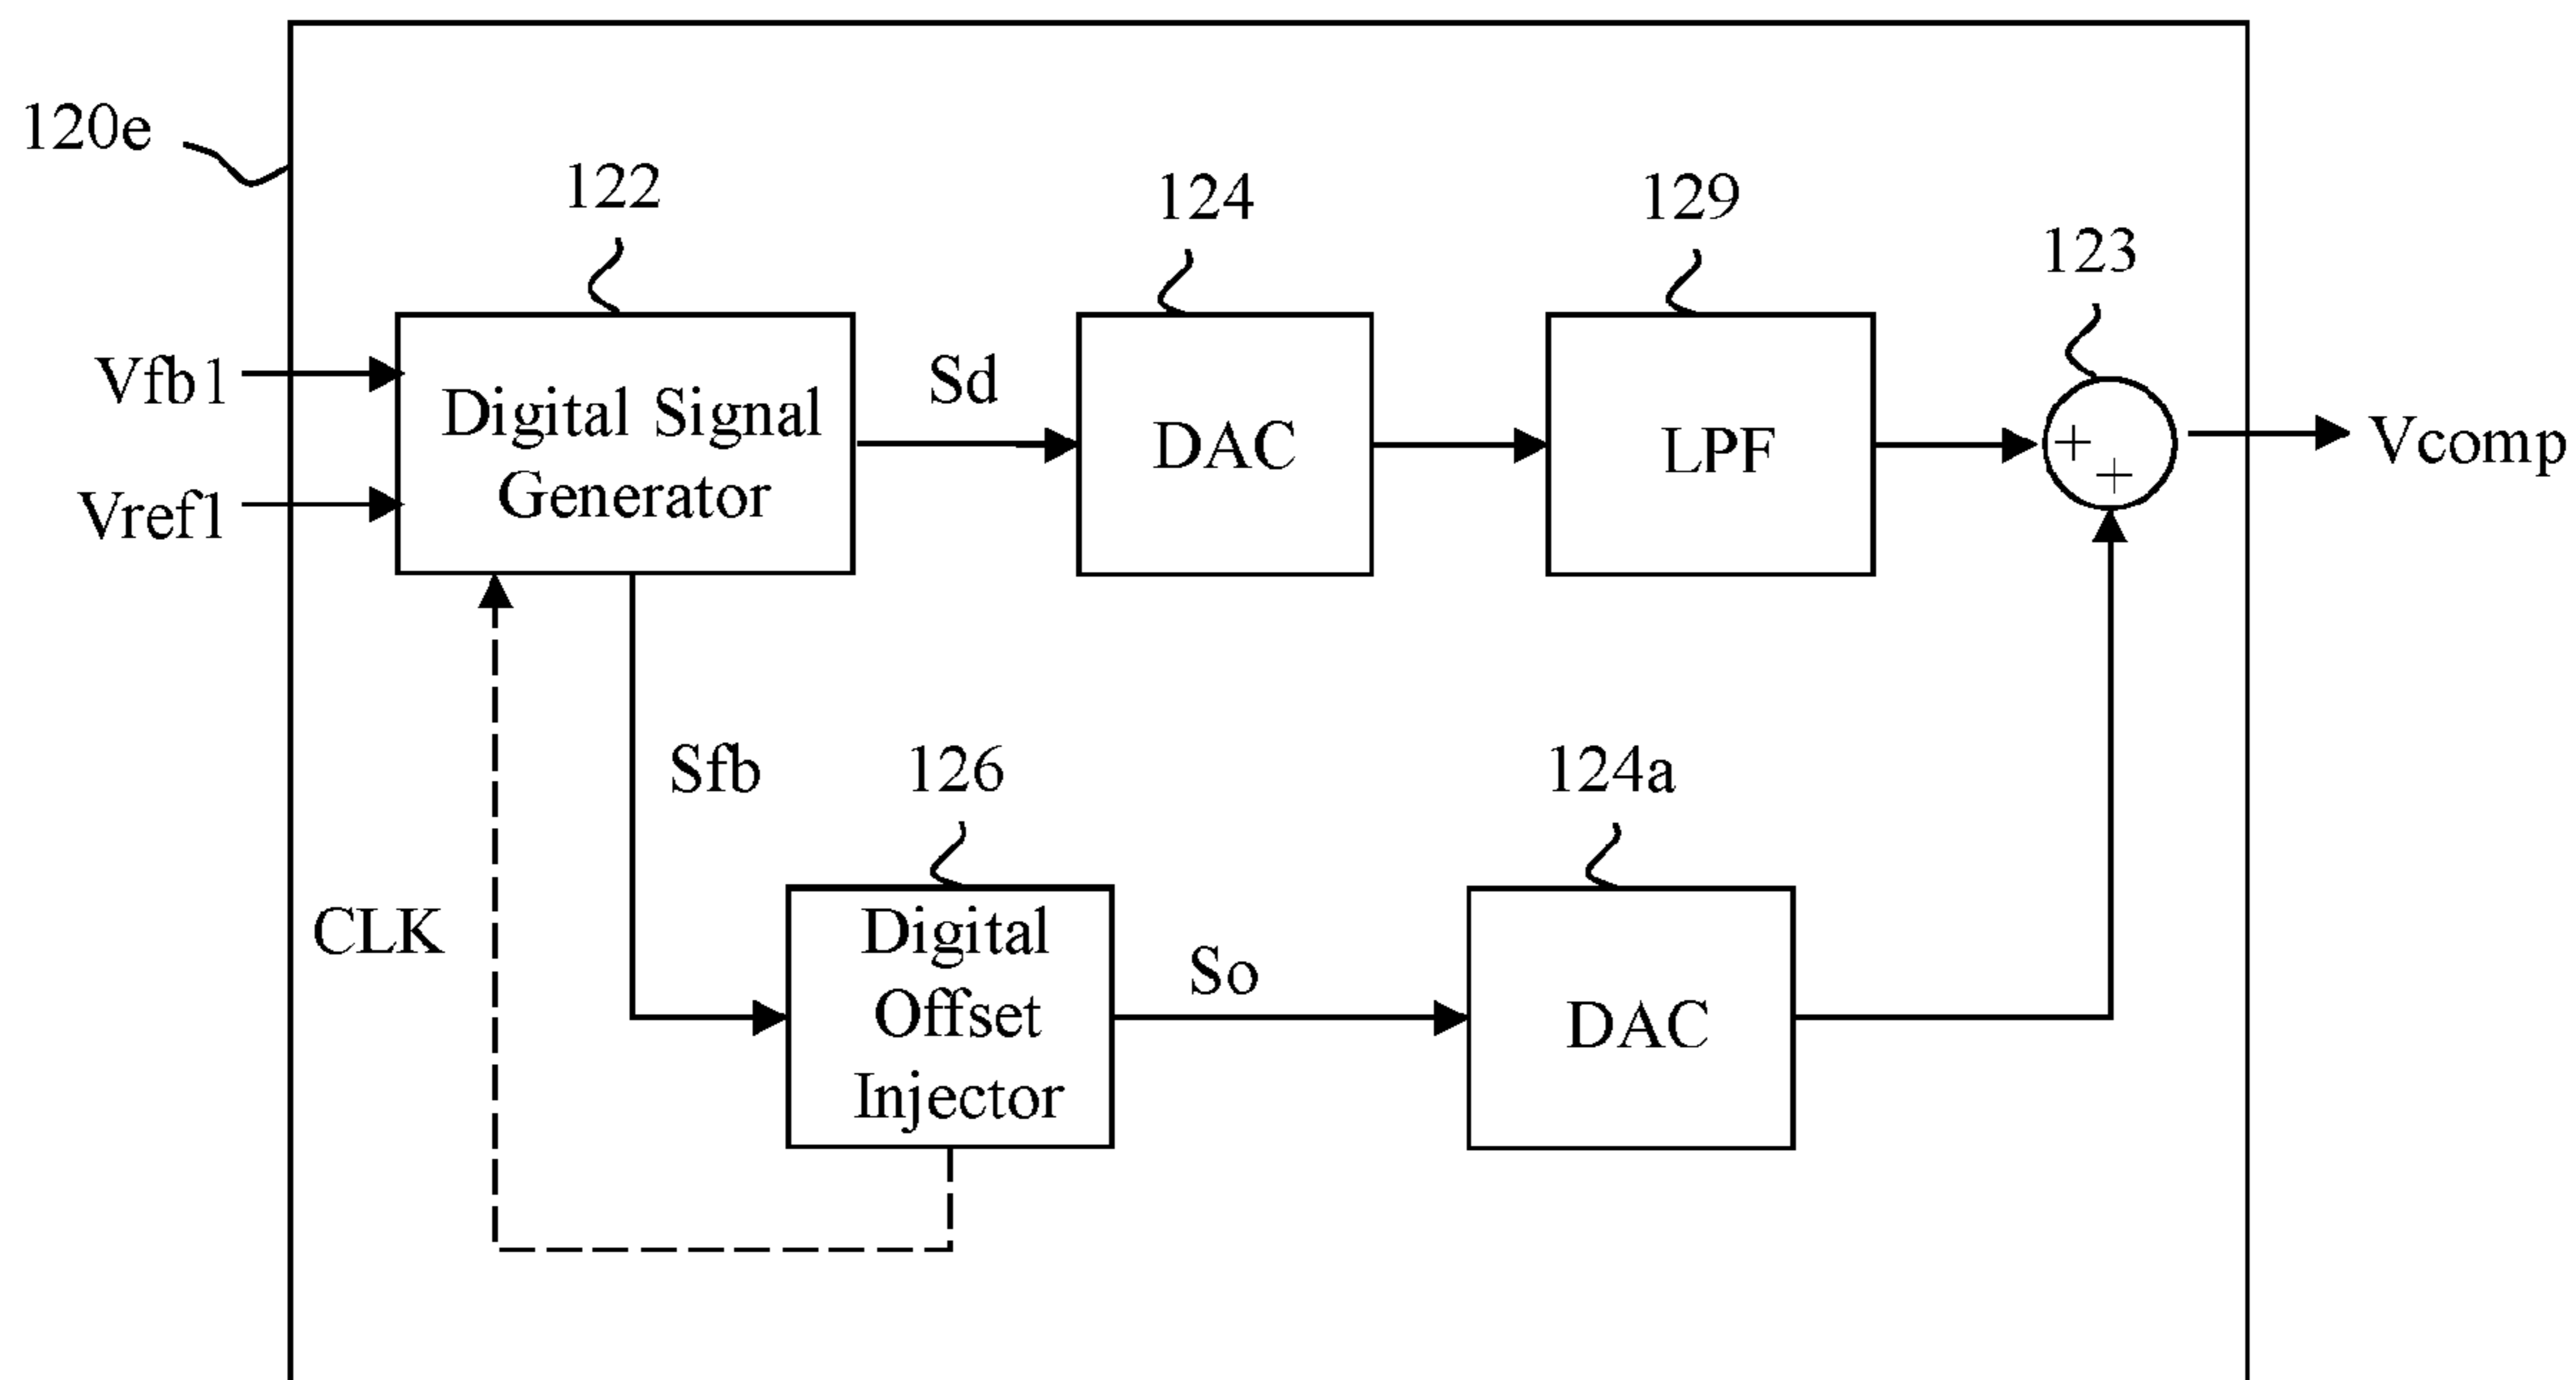 120e
122
124
129
123
Vfb1
Vref1
Digital Signal
Generator
Sd
DAC
LPF
+
+
Vcomp
Sfb
CLK
126
124a
Digital
Offset
Injector
So
DAC